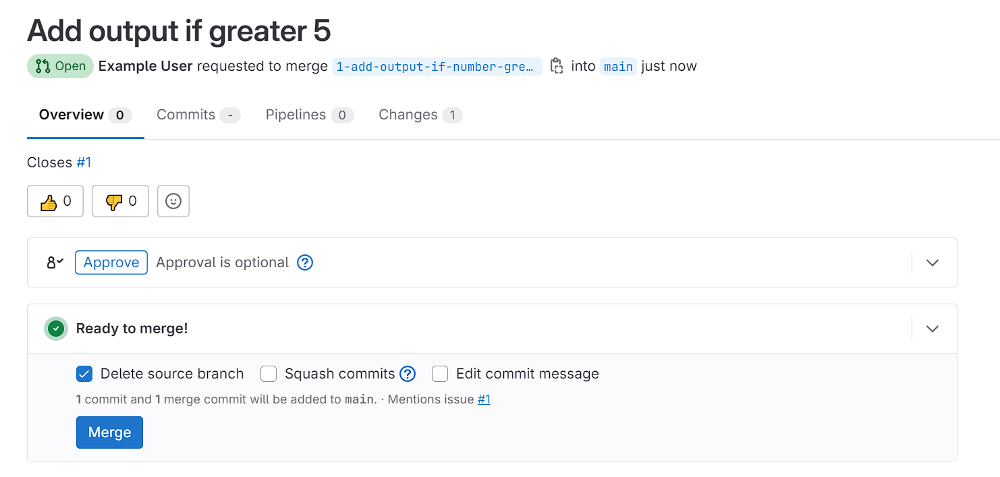 Add output if greater 5
Open Example User requested to merge 1-add-output-if-number-gre… into main just now
Overview 0 Commits - Pipelines 0 Changes 1
Closes #1
0 0
Approve Approval is optional ?
Ready to merge!
Delete source branch Squash commits ? Edit commit message
1 commit and 1 merge commit will be added to main. · Mentions issue #1
Merge